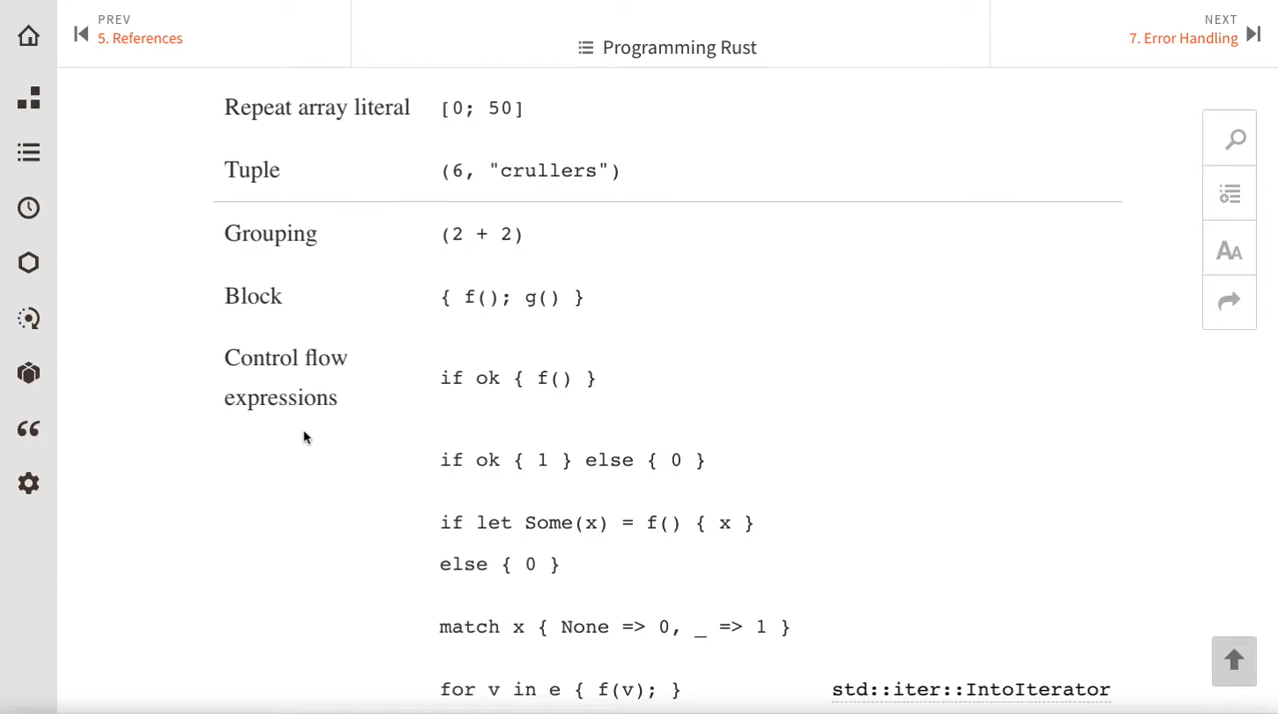 PREV
5. References
Programming Rust
NEXT
7. Error Handling
Repeat array literal [0; 50]
Tuple (6, "crullers")
Grouping (2 + 2)
Block { f(); g() }
Control flow
expressions
if ok { f() }
if ok { 1 } else { 0 }
if let Some(x) = f() { x }
else { 0 }
match x { None => 0, _ => 1 }
for v in e { f(v); } std::iter::IntoIterator
AA